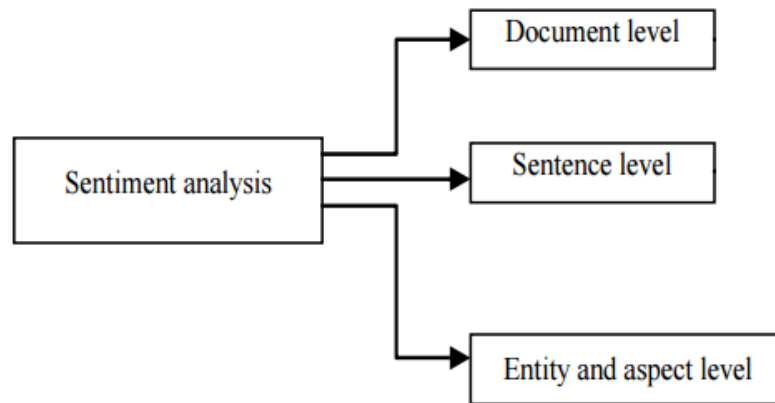 Document level
Sentiment analysis
Sentence level
Entity and aspect level